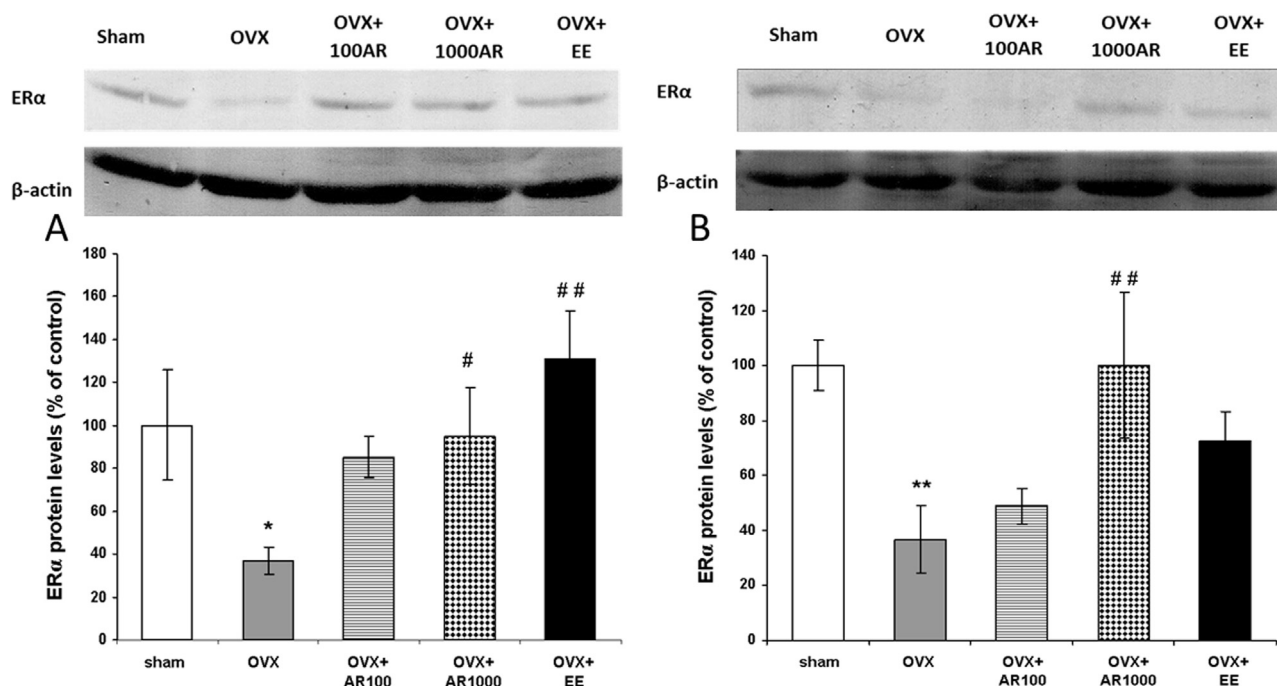 Sham OVX OVX+ 100AR OVX+ 1000AR OVX+ EE
ERα
β-actin
A
ERα protein levels (% of control)
180
160
140
120
100
80
60
40
20
0
*
#
# #
sham OVX OVX+ AR100 OVX+ AR1000 OVX+ EE
Sham OVX OVX+ 100AR OVX+ 1000AR OVX+ EE
ERα
β-actin
B
ERα protein levels (% of control)
140
120
100
80
60
40
20
0
**
# #
sham OVX OVX+ AR100 OVX+ AR1000 OVX+ EE